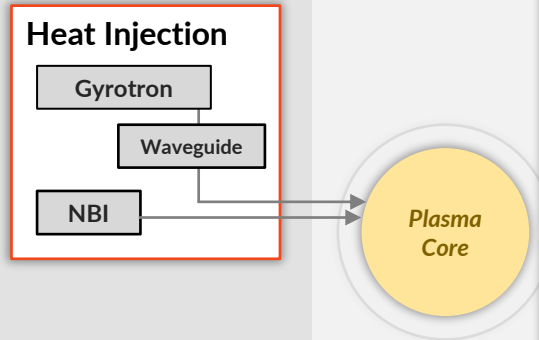 Heat Injection
Gyrotron
Waveguide
NBI
Plasma
Core